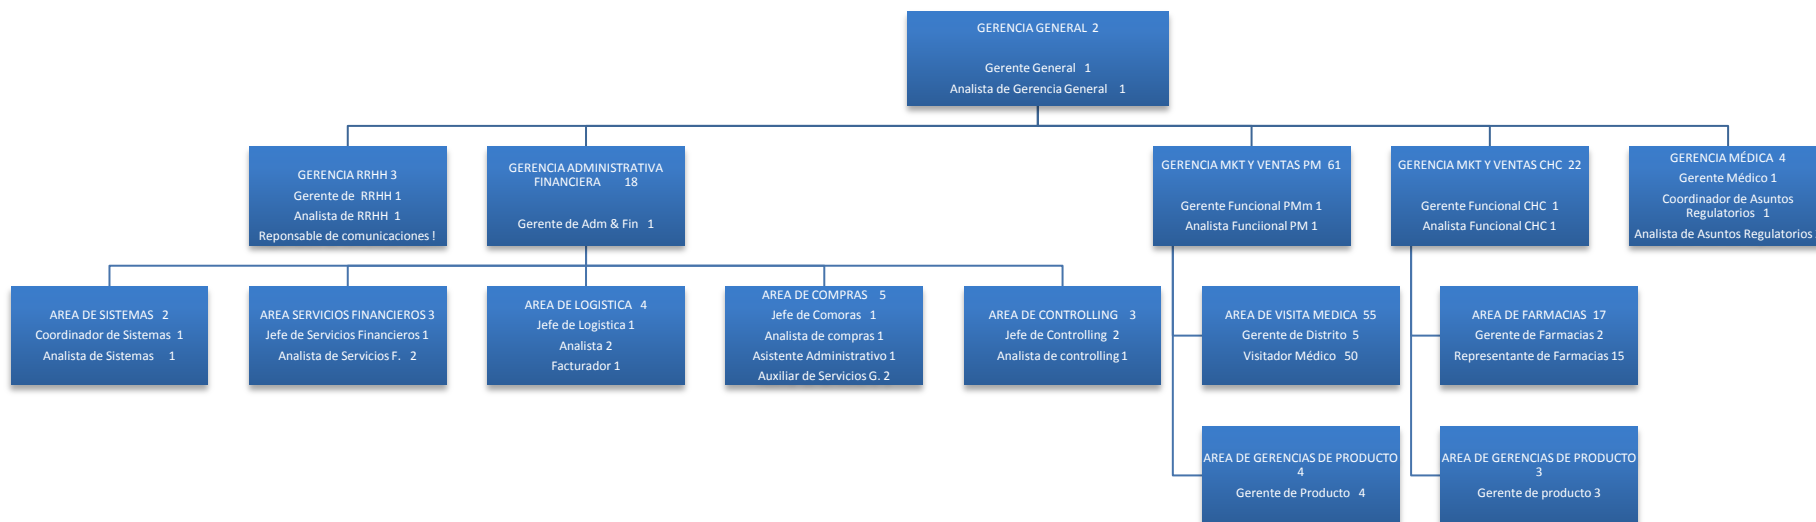 GERENCIA GENERAL 2
Gerente General 1
Analista de Gerencia General 1
GERENCIA RRHH 3
Gerente de RRHH 1
Analista de RRHH 1
Reponsable de comunicaciones !
GERENCIA ADMINISTRATIVA
FINANCIERA 18
Gerente de Adm & Fin 1
GERENCIA MKT Y VENTAS PM 61
Gerente Funcional PMm 1
Analista Funciional PM 1
GERENCIA MKT Y VENTAS CHC 22
Gerente Funcional CHC 1
Analista Funcional CHC 1
GERENCIA MÉDICA 4
Gerente Médico 1
Coordinador de Asuntos
Regulatorios 1
Analista de Asuntos Regulatorios
AREA DE SISTEMAS 2
Coordinador de Sistemas 1
Analista de Sistemas 1
AREA SERVICIOS FINANCIEROS 3
Jefe de Servicios Financieros 1
Analista de Servicios F. 2
AREA DE LOGISTICA 4
Jefe de Logistica 1
Analista 2
Facturador 1
AREA DE COMPRAS 5
Jefe de Comoras 1
Analista de compras 1
Asistente Administrativo 1
Auxiliar de Servicios G. 2
AREA DE CONTROLLING 3
Jefe de Controlling 2
Analista de controlling 1
AREA DE VISITA MEDICA 55
Gerente de Distrito 5
Visitador Médico 50
AREA DE FARMACIAS 17
Gerente de Farmacias 2
Representante de Farmacias 15
AREA DE GERENCIAS DE PRODUCTO
4
Gerente de Producto 4
AREA DE GERENCIAS DE PRODUCTO
3
Gerente de producto 3